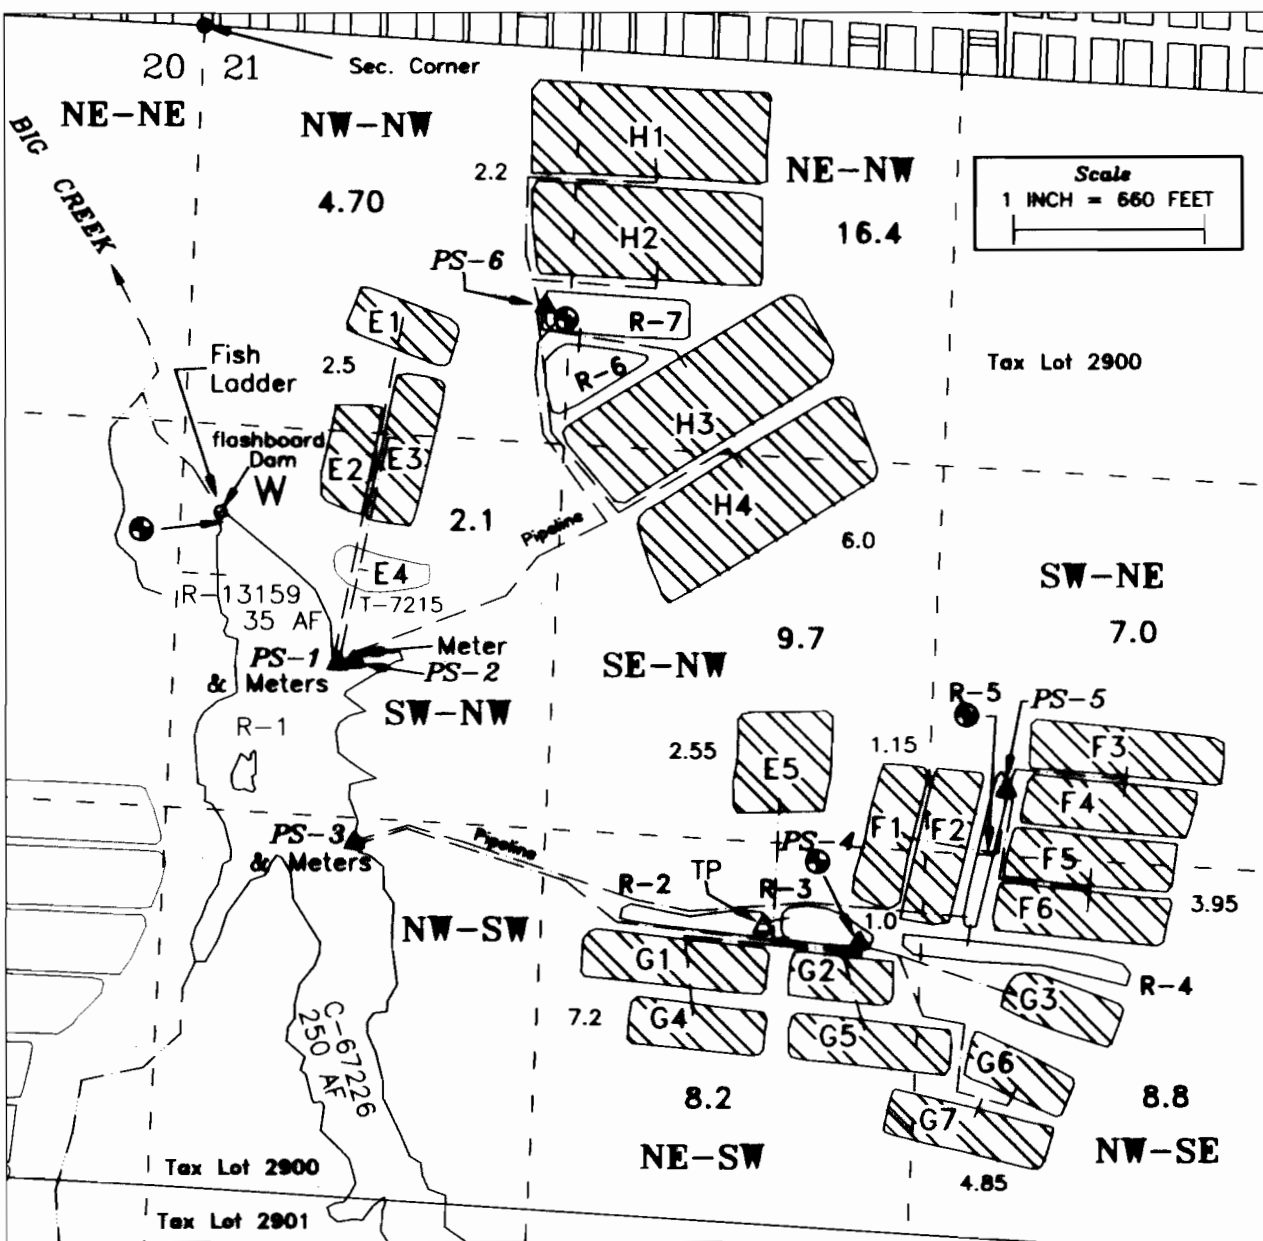 20 21
Sec. Corner
NE-NE
NW-NW
4.70
BIG CREEK
2.2
H1
NE-NW
16.4
Scale
1 INCH = 660 FEET
H2
PS-6
R-7
R-6
E1
2.5
Fish
Ladder
Tax Lot 2900
H3
flashboard
Dam
W
E2
E3
2.1
H4
Pipeline
6.0
E4
T-7215
R-13159
35 AF
SW-NE
7.0
9.7
PS-1
& Meters
Meter
PS-2
SE-NW
SW-NW
R-1
R-5
PS-5
2.55
E5
1.15
F3
F4
F1
F2
PS-3
& Meters
Pipeline
PS-4
F5
TP
R-2
R-3
1.0
F6
3.95
NW-SW
G1
G2
R-4
G3
7.2
G4
G5
C-67226
250 AF
G6
8.2
8.8
G7
NE-SW
NW-SE
4.85
Tax Lot 2900
Tax Lot 2901